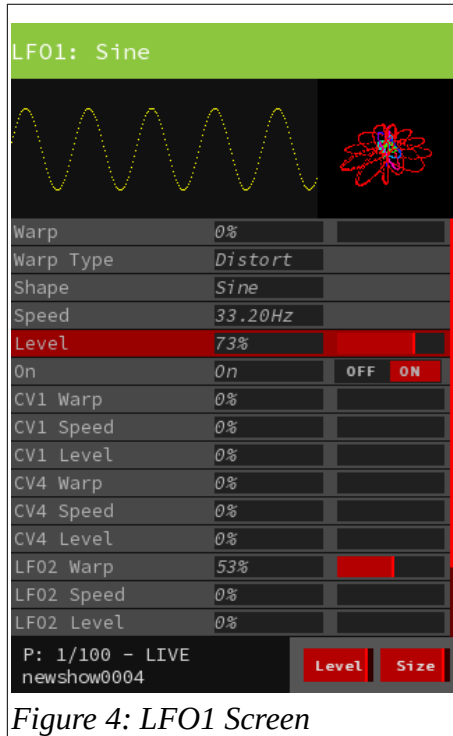 LFO1: Sine
Warp 0%
Warp Type Distort
Shape Sine
Speed 33.20Hz
Level 73%
On On OFF ON
CV1 Warp 0%
CV1 Speed 0%
CV1 Level 0%
CV4 Warp 0%
CV4 Speed 0%
CV4 Level 0%
LFO2 Warp 53%
LFO2 Speed 0%
LFO2 Level 0%
P: 1/100 – LIVE
newshow0004
Level Size
Figure 4: LFO1 Screen